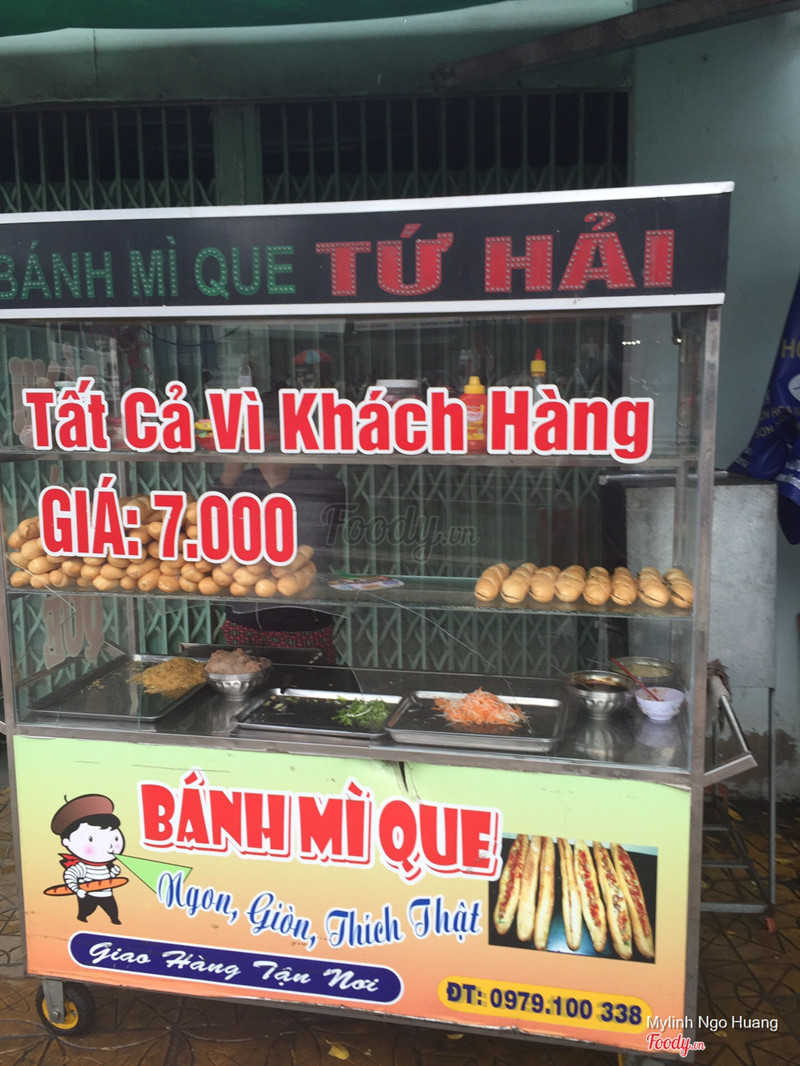 BÁNH MÌ QUE TỨ HẢI
Tất Cả Vì Khách Hàng
GIÁ: 7.000
Foody.vn
BÁNH MÌ QUE
Ngon, Giòn, Thích Thật
Giao Hàng Tận Nơi
ĐT: 0979.100 338
Mylinh Ngo Huang
Foody.vn